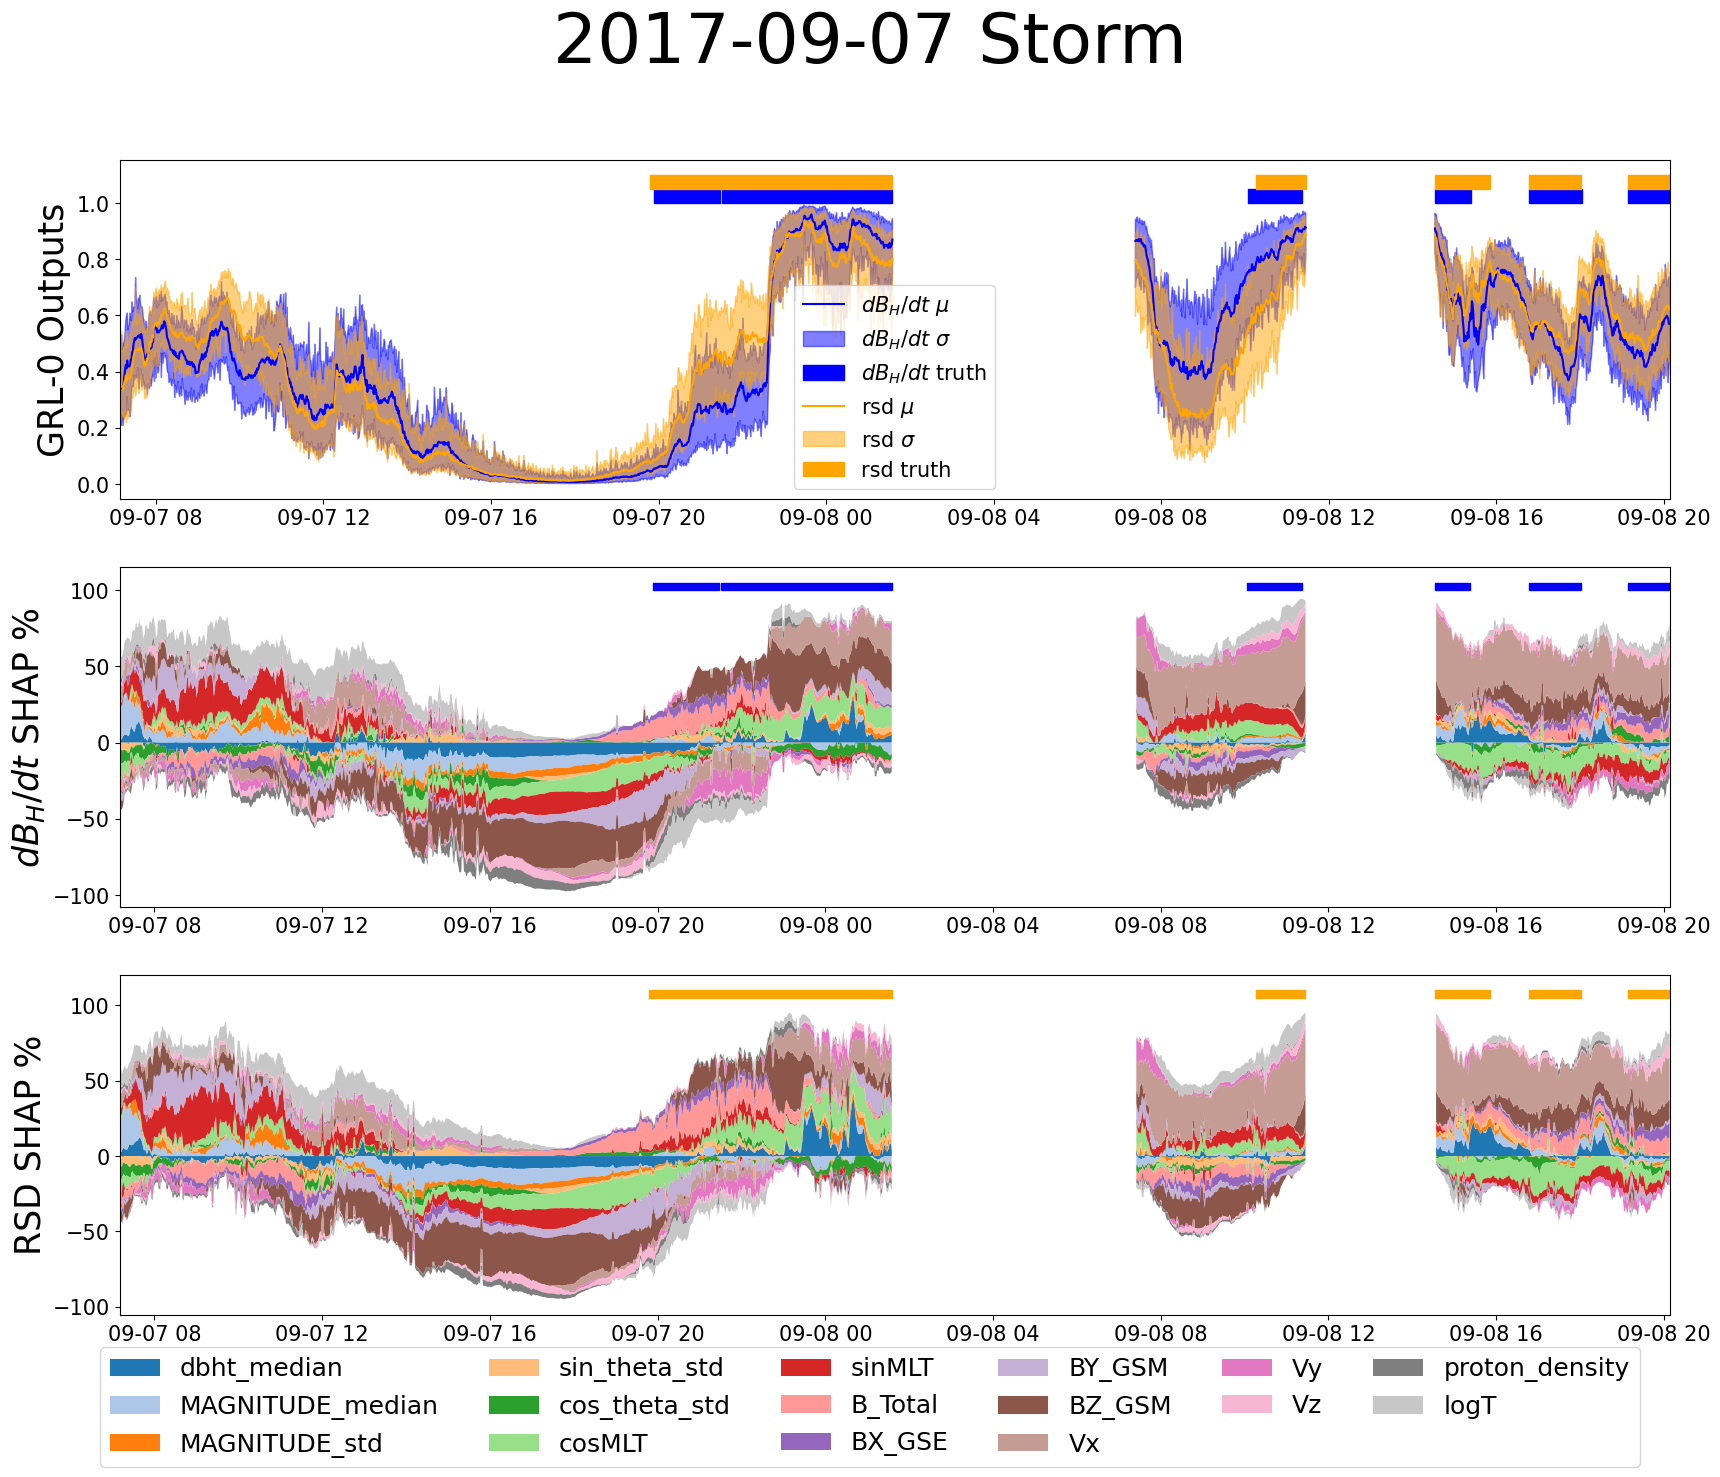 2017-09-07 Storm
GRL-0 Outputs
1.0
0.8
0.6
0.4
0.2
0.0
dB_H/dt μ
dB_H/dt σ
dB_H/dt truth
rsd μ
rsd σ
rsd truth
09-07 08 09-07 12 09-07 16 09-07 20 09-08 00 09-08 04 09-08 08 09-08 12 09-08 16 09-08 20
dB_H/dt SHAP %
100
50
0
−50
−100
09-07 08 09-07 12 09-07 16 09-07 20 09-08 00 09-08 04 09-08 08 09-08 12 09-08 16 09-08 20
RSD SHAP %
100
50
0
−50
−100
09-07 08 09-07 12 09-07 16 09-07 20 09-08 00 09-08 04 09-08 08 09-08 12 09-08 16 09-08 20
dbht_median sin_theta_std sinMLT BY_GSM Vy proton_density
MAGNITUDE_median cos_theta_std B_Total BZ_GSM Vz logT
MAGNITUDE_std cosMLT BX_GSE Vx